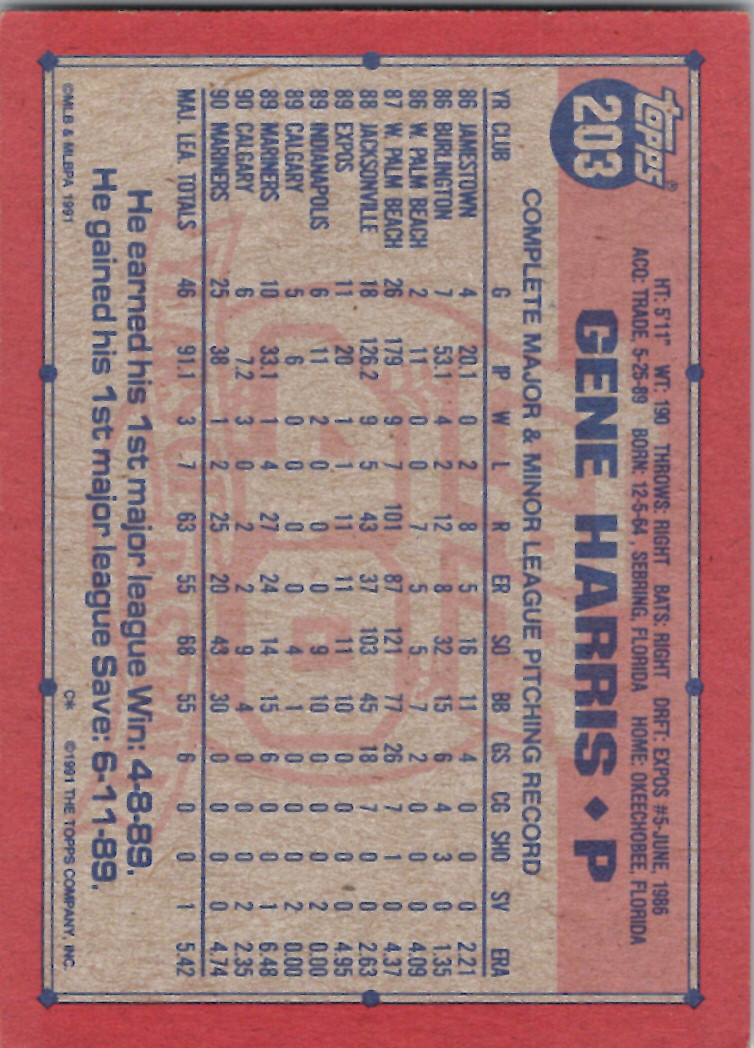 topps®
203
HT: 5'11" WT: 190 THROWS: RIGHT BATS: RIGHT DRFT: EXPOS #5-JUNE, 1986
ACQ: TRADE, 5-25-89 BORN: 12-5-64, SEBRING, FLORIDA HOME: OKEECHOBEE, FLORIDA
GENE HARRIS ♦ P
COMPLETE MAJOR & MINOR LEAGUE PITCHING RECORD
YR CLUB G IP W L R ER SO BB GS CG SHO SV ERA
86 JAMESTOWN 4 20.1 0 2 8 5 16 11 4 0 0 0 2.21
86 BURLINGTON 7 53.1 4 2 12 8 32 15 6 4 3 0 1.35
86 W. PALM BEACH 2 11 0 0 7 5 5 7 2 0 0 0 4.09
87 W. PALM BEACH 26 179 9 7 101 87 121 77 26 7 1 0 4.37
88 JACKSONVILLE 18 126.2 9 5 43 37 103 45 18 7 0 0 2.63
89 EXPOS 11 20 1 1 11 11 11 10 0 0 0 0 4.95
89 INDIANAPOLIS 6 11 2 0 0 0 9 10 0 0 0 2 0.00
89 CALGARY 5 6 0 0 0 0 4 1 0 0 0 2 0.00
89 MARINERS 10 33.1 1 4 27 24 14 15 6 0 0 1 6.48
90 CALGARY 6 7.2 3 0 2 2 9 4 0 0 0 2 2.35
90 MARINERS 25 38 1 2 25 20 43 30 0 0 0 0 4.74
MAJ. LEA. TOTALS 46 91.1 3 7 63 55 68 55 6 0 0 1 5.42
He earned his 1st major league Win: 4-8-89.
He gained his 1st major league Save: 6-11-89.
©MLB & MLBPA 1991 C* ©1991 THE TOPPS COMPANY, INC.